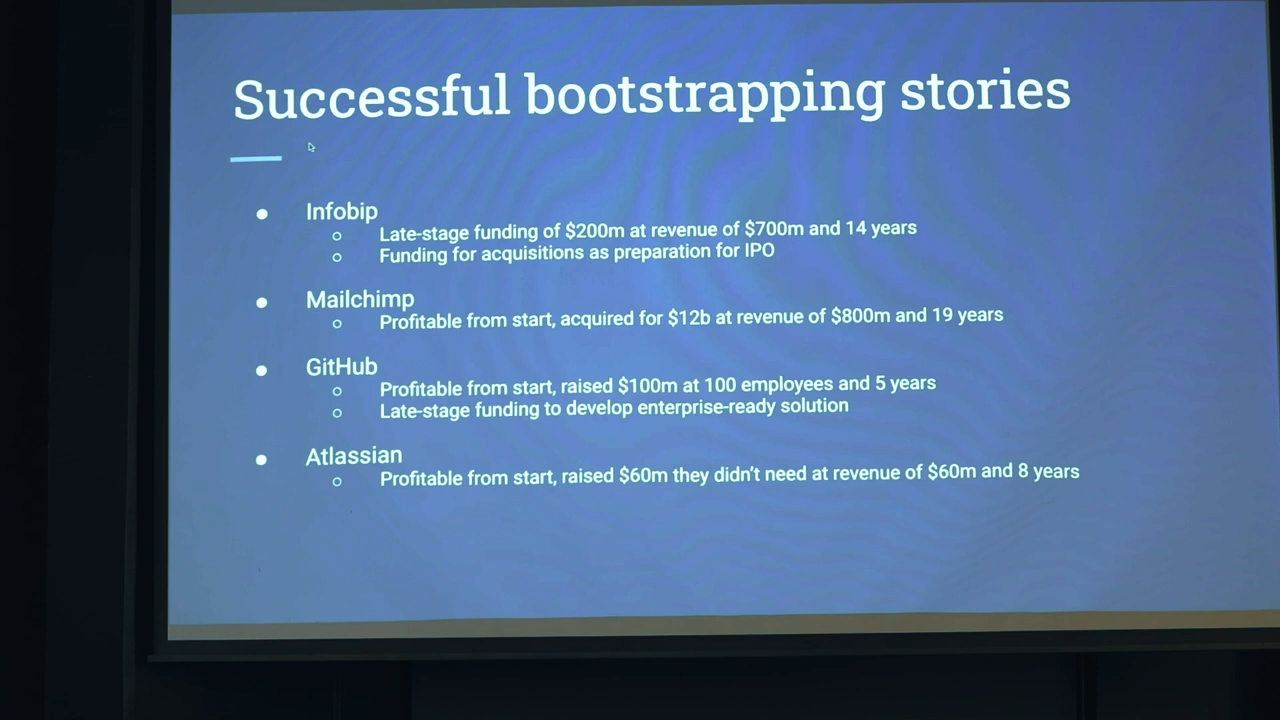 Successful bootstrapping stories
● Infobip
○ Late-stage funding of $200m at revenue of $700m and 14 years
○ Funding for acquisitions as preparation for IPO
● Mailchimp
○ Profitable from start, acquired for $12b at revenue of $800m and 19 years
● GitHub
○ Profitable from start, raised $100m at 100 employees and 5 years
○ Late-stage funding to develop enterprise-ready solution
● Atlassian
○ Profitable from start, raised $60m they didn't need at revenue of $60m and 8 years